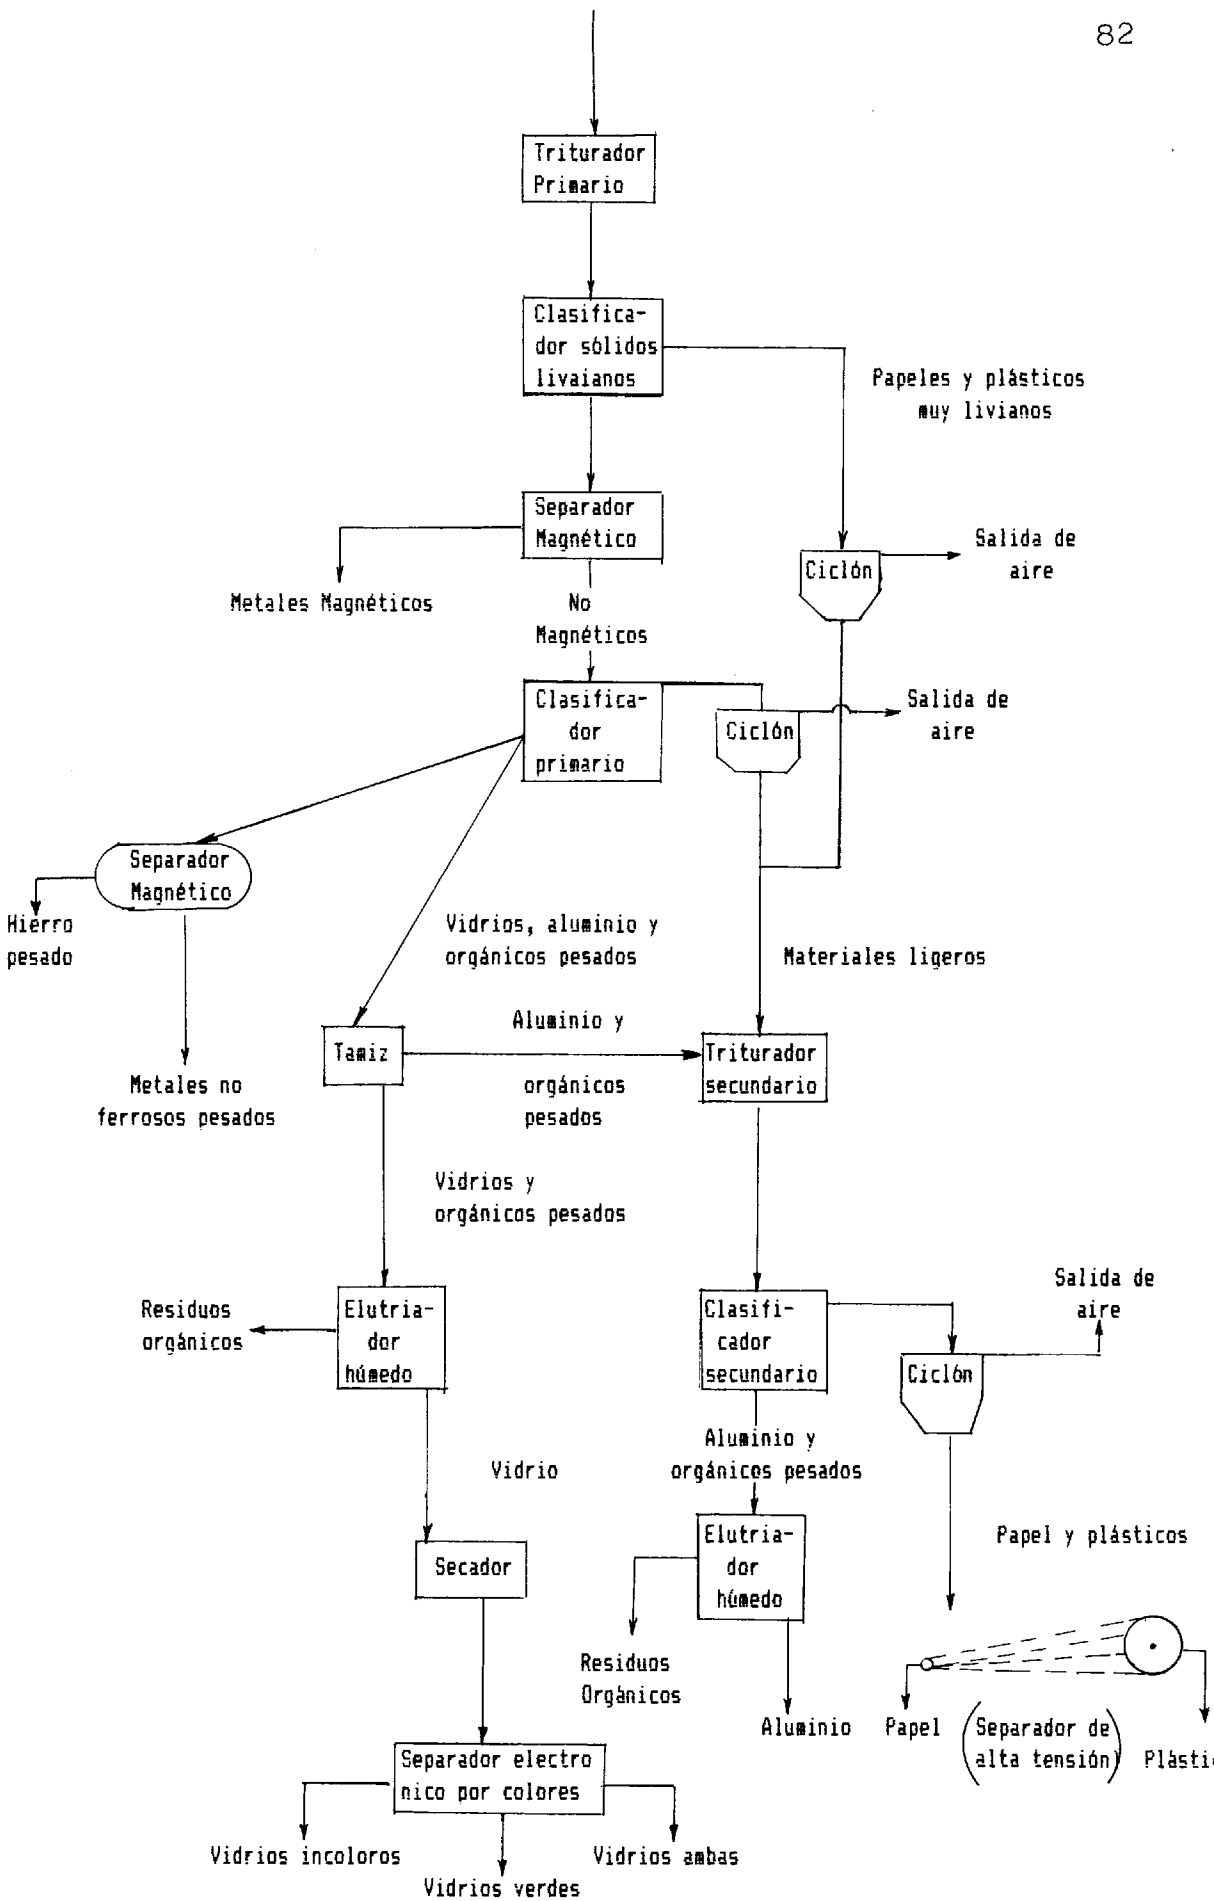 82
Triturador
Primario
Clasifica-
dor sólidos
livaianos
Papeles y plásticos
muy livianos
Separador
Magnético
Salida de
aire
Ciclón
Metales Magnéticos
No
Magnéticos
Clasifica-
dor
primario
Ciclón
Salida de
aire
Separador
Magnético
Hierro
pesado
Vidrios, aluminio y
orgánicos pesados
Materiales ligeros
Tamiz
Aluminio y
orgánicos
pesados
Triturador
secundario
Metales no
ferrosos pesados
Vidrios y
orgánicos pesados
Residuos
orgánicos
Elutria-
dor
húmedo
Clasifi-
cador
secundario
Salida de
aire
Ciclón
Vidrio
Aluminio y
orgánicos pesados
Papel y plásticos
Secador
Elutria-
dor
húmedo
Residuos
Orgánicos
Aluminio
Papel
(Separador de
alta tensión)
Plásti
Separador electro
nico por colores
Vidrios incoloros
Vidrios verdes
Vidrios ambas